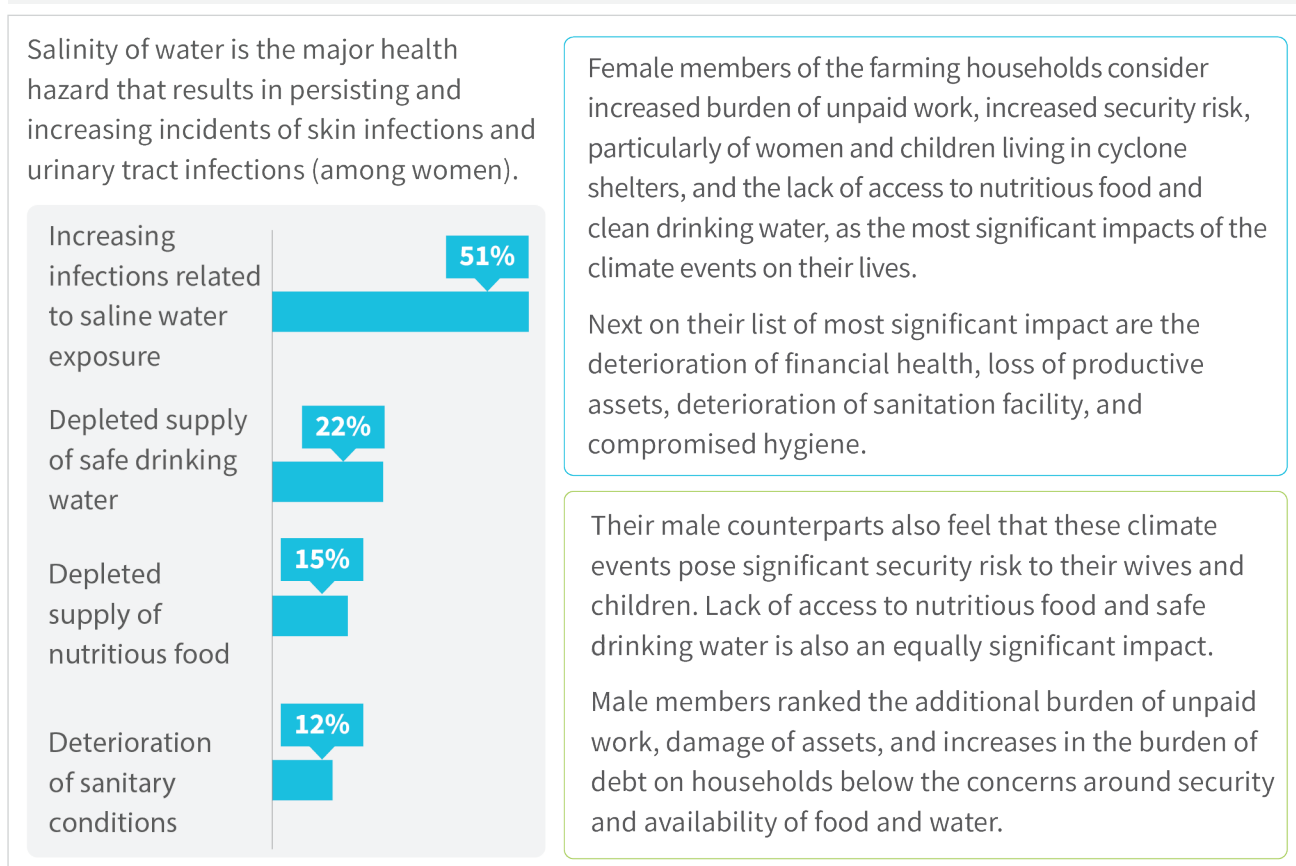 Salinity of water is the major health
hazard that results in persisting and
increasing incidents of skin infections and
urinary tract infections (among women).
Increasing
infections related
to saline water
exposure
51%
Depleted supply
of safe drinking
water
22%
Depleted
supply of
nutritious food
15%
Deterioration
of sanitary
conditions
12%
Female members of the farming households consider
increased burden of unpaid work, increased security risk,
particularly of women and children living in cyclone
shelters, and the lack of access to nutritious food and
clean drinking water, as the most significant impacts of the
climate events on their lives.
Next on their list of most significant impact are the
deterioration of financial health, loss of productive
assets, deterioration of sanitation facility, and
compromised hygiene.
Their male counterparts also feel that these climate
events pose significant security risk to their wives and
children. Lack of access to nutritious food and safe
drinking water is also an equally significant impact.
Male members ranked the additional burden of unpaid
work, damage of assets, and increases in the burden of
debt on households below the concerns around security
and availability of food and water.